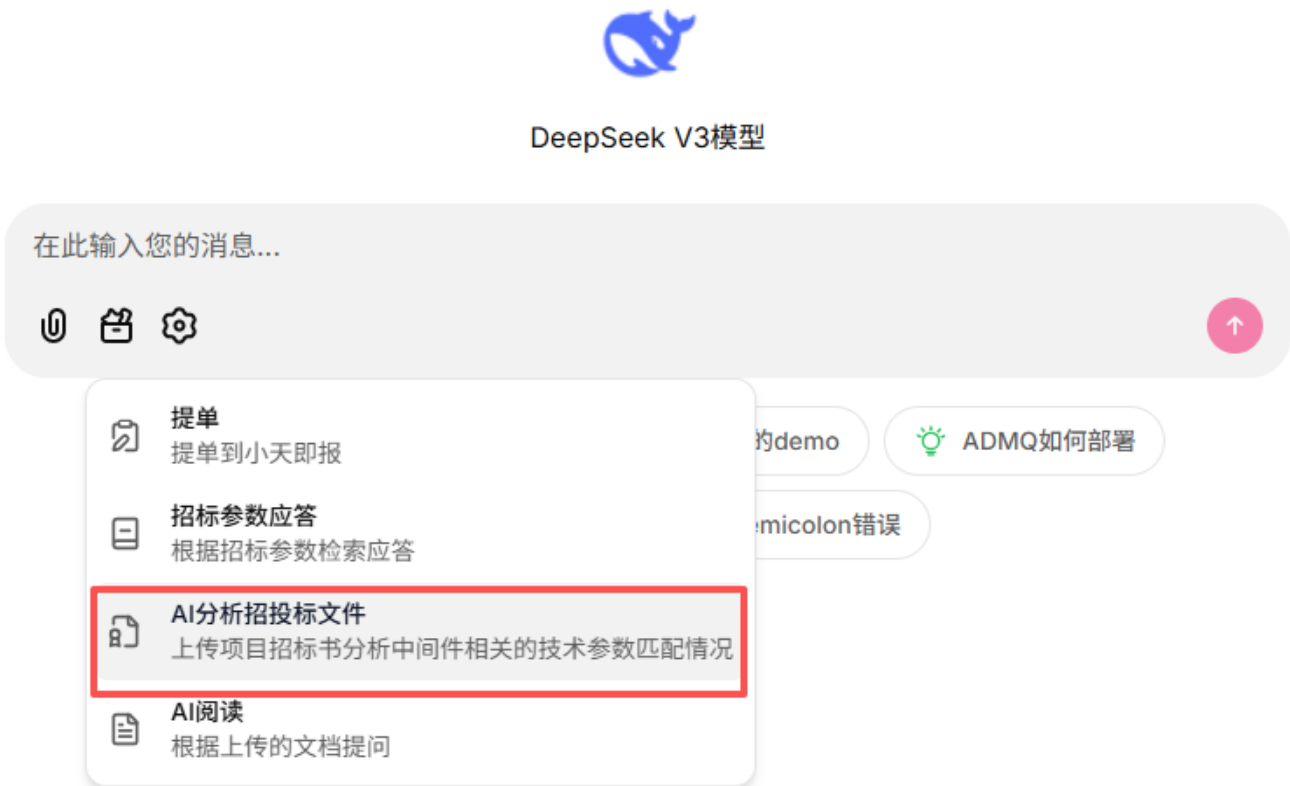 DeepSeek V3模型
在此输入您的消息...
提单
提单到小天即报
招标参数应答
根据招标参数检索应答
AI分析招投标文件
上传项目招标书分析中间件相关的技术参数匹配情况
AI阅读
根据上传的文档提问
的demo
ADMQ如何部署
emicolon错误